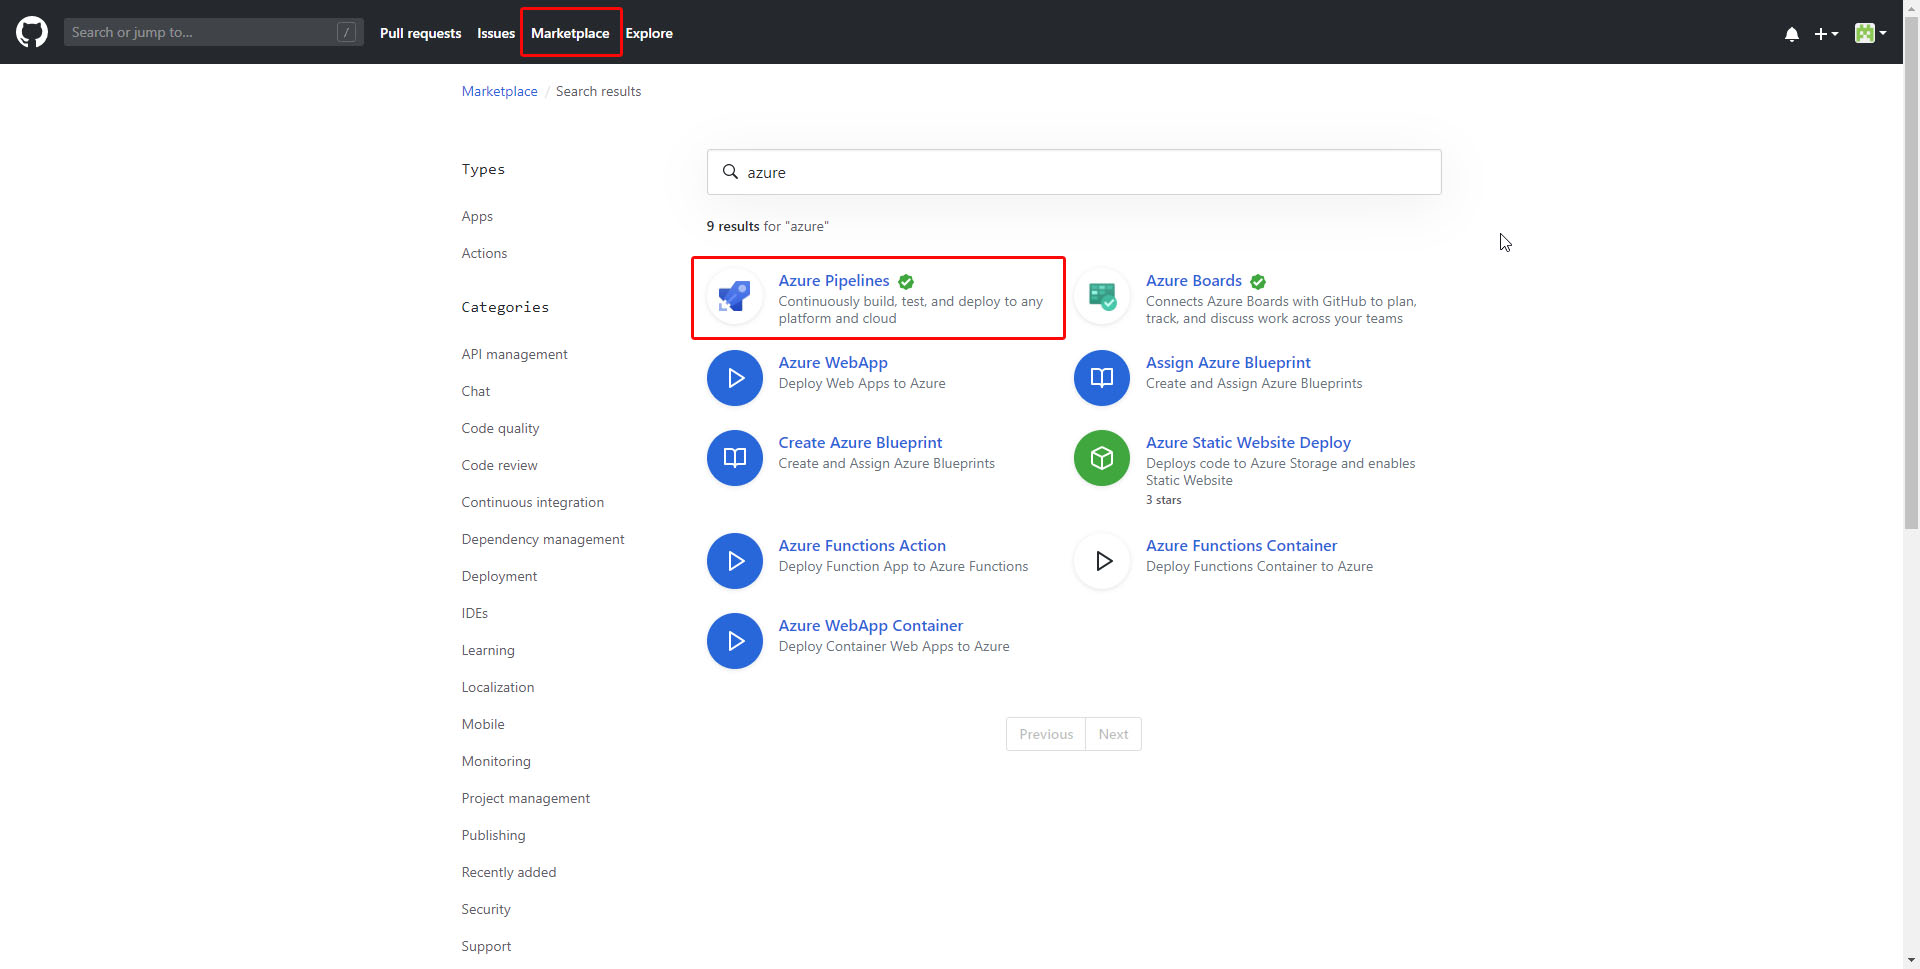 Search or jump to...
/
Pull requests
Issues
Marketplace
Explore
Marketplace / Search results
Types
Apps
Actions
Categories
API management
Chat
Code quality
Code review
Continuous integration
Dependency management
Deployment
IDEs
Learning
Localization
Mobile
Monitoring
Project management
Publishing
Recently added
Security
Support
azure
9 results for "azure"
Azure Pipelines
Continuously build, test, and deploy to any
platform and cloud
Azure Boards
Connects Azure Boards with GitHub to plan,
track, and discuss work across your teams
Azure WebApp
Deploy Web Apps to Azure
Assign Azure Blueprint
Create and Assign Azure Blueprints
Create Azure Blueprint
Create and Assign Azure Blueprints
Azure Static Website Deploy
Deploys code to Azure Storage and enables
Static Website
3 stars
Azure Functions Action
Deploy Function App to Azure Functions
Azure Functions Container
Deploy Functions Container to Azure
Azure WebApp Container
Deploy Container Web Apps to Azure
Previous
Next